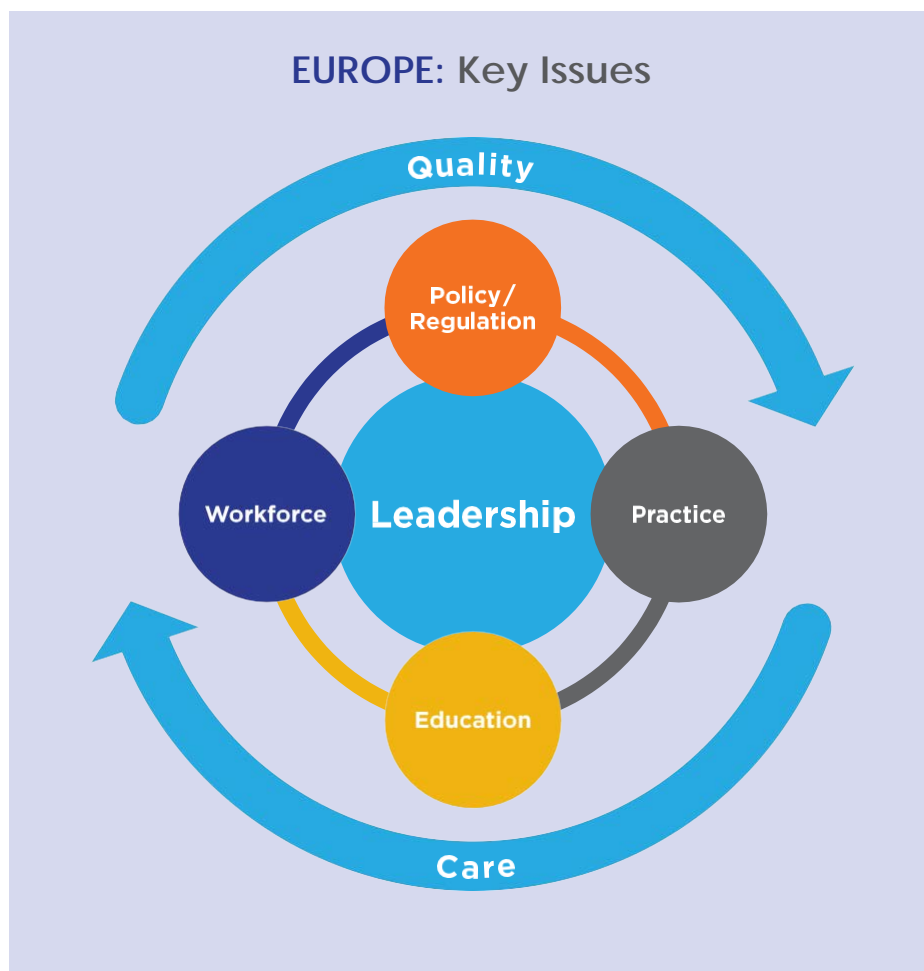 EUROPE: Key Issues
Quality
Policy/
Regulation
Workforce
Leadership
Practice
Education
Care